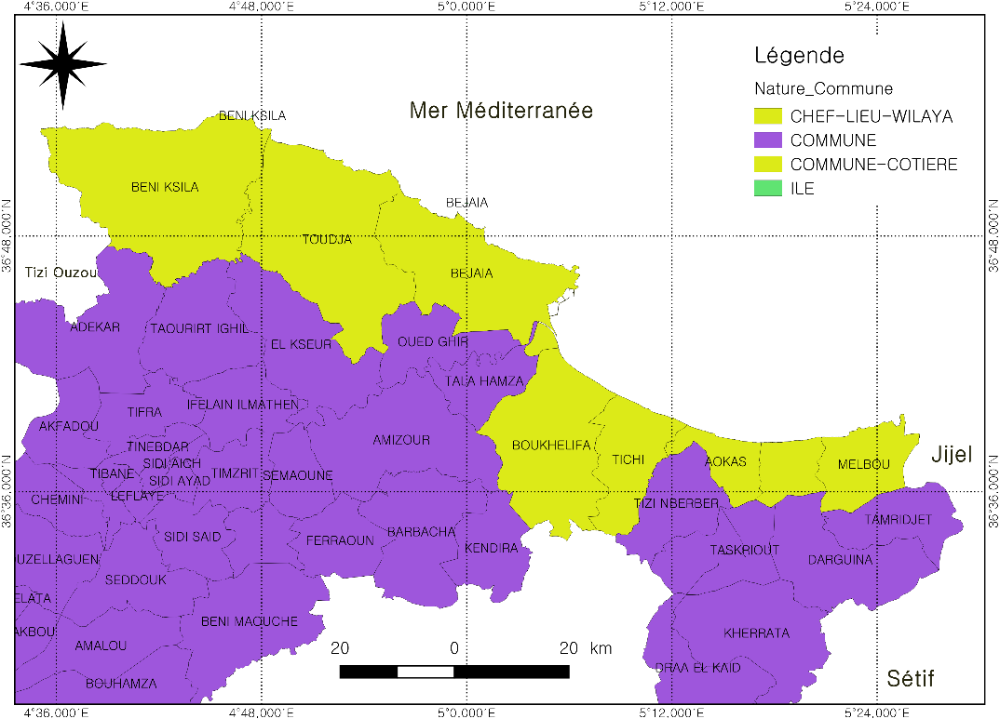 4°36.000'E 4°48.000'E 5°0.000'E 5°12.000'E 5°24.000'E
Légende
Nature_Commune
CHEF-LIEU-WILAYA
COMMUNE
COMMUNE-COTIERE
ILE
Mer Méditerranée
BENI KSILA
BENI KSILA
BEJAIA
TOUDJA
BEJAIA
36°48.000'N
36°48.000'N
Tizi Ouzou
ADEKAR
TAOURIRT IGHIL
EL KSEUR
OUED GHIR
TALA HAMZA
TIFRA
IFELAIN ILMATHEN
AKFADOU
AMIZOUR
BOUKHELIFA
TINEBDAR
TICHI
AOKAS
MELBOU
Jijel
SIDI AICH
TIBANE
SIDI AYAD
TIMZRIT
SEMAOUNE
36°36.000'N
36°36.000'N
CHEMINI
LEFLAYE
TIZI NBERBER
TAMRIDJET
SIDI SAID
FERRAOUN
BARBACHA
KENDIRA
TASKRIOUT
DARGUINA
UZELLAGUEN
SEDDOUK
ELATA
AKBOU
AMALOU
BENI MAOUCHE
KHERRATA
20 0 20 km
DRAA EL KAID
BOUHAMZA
Sétif
4°36.000'E 4°48.000'E 5°0.000'E 5°12.000'E 5°24.000'E